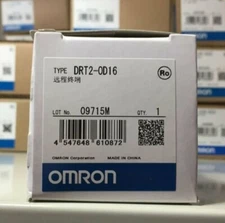 TYPE DRT2-OD16
远程终端
Ro
LOT No. 09715M QTY. 1
4 547648 610872
OMRON Corporation MADE IN CHINA
OMRON